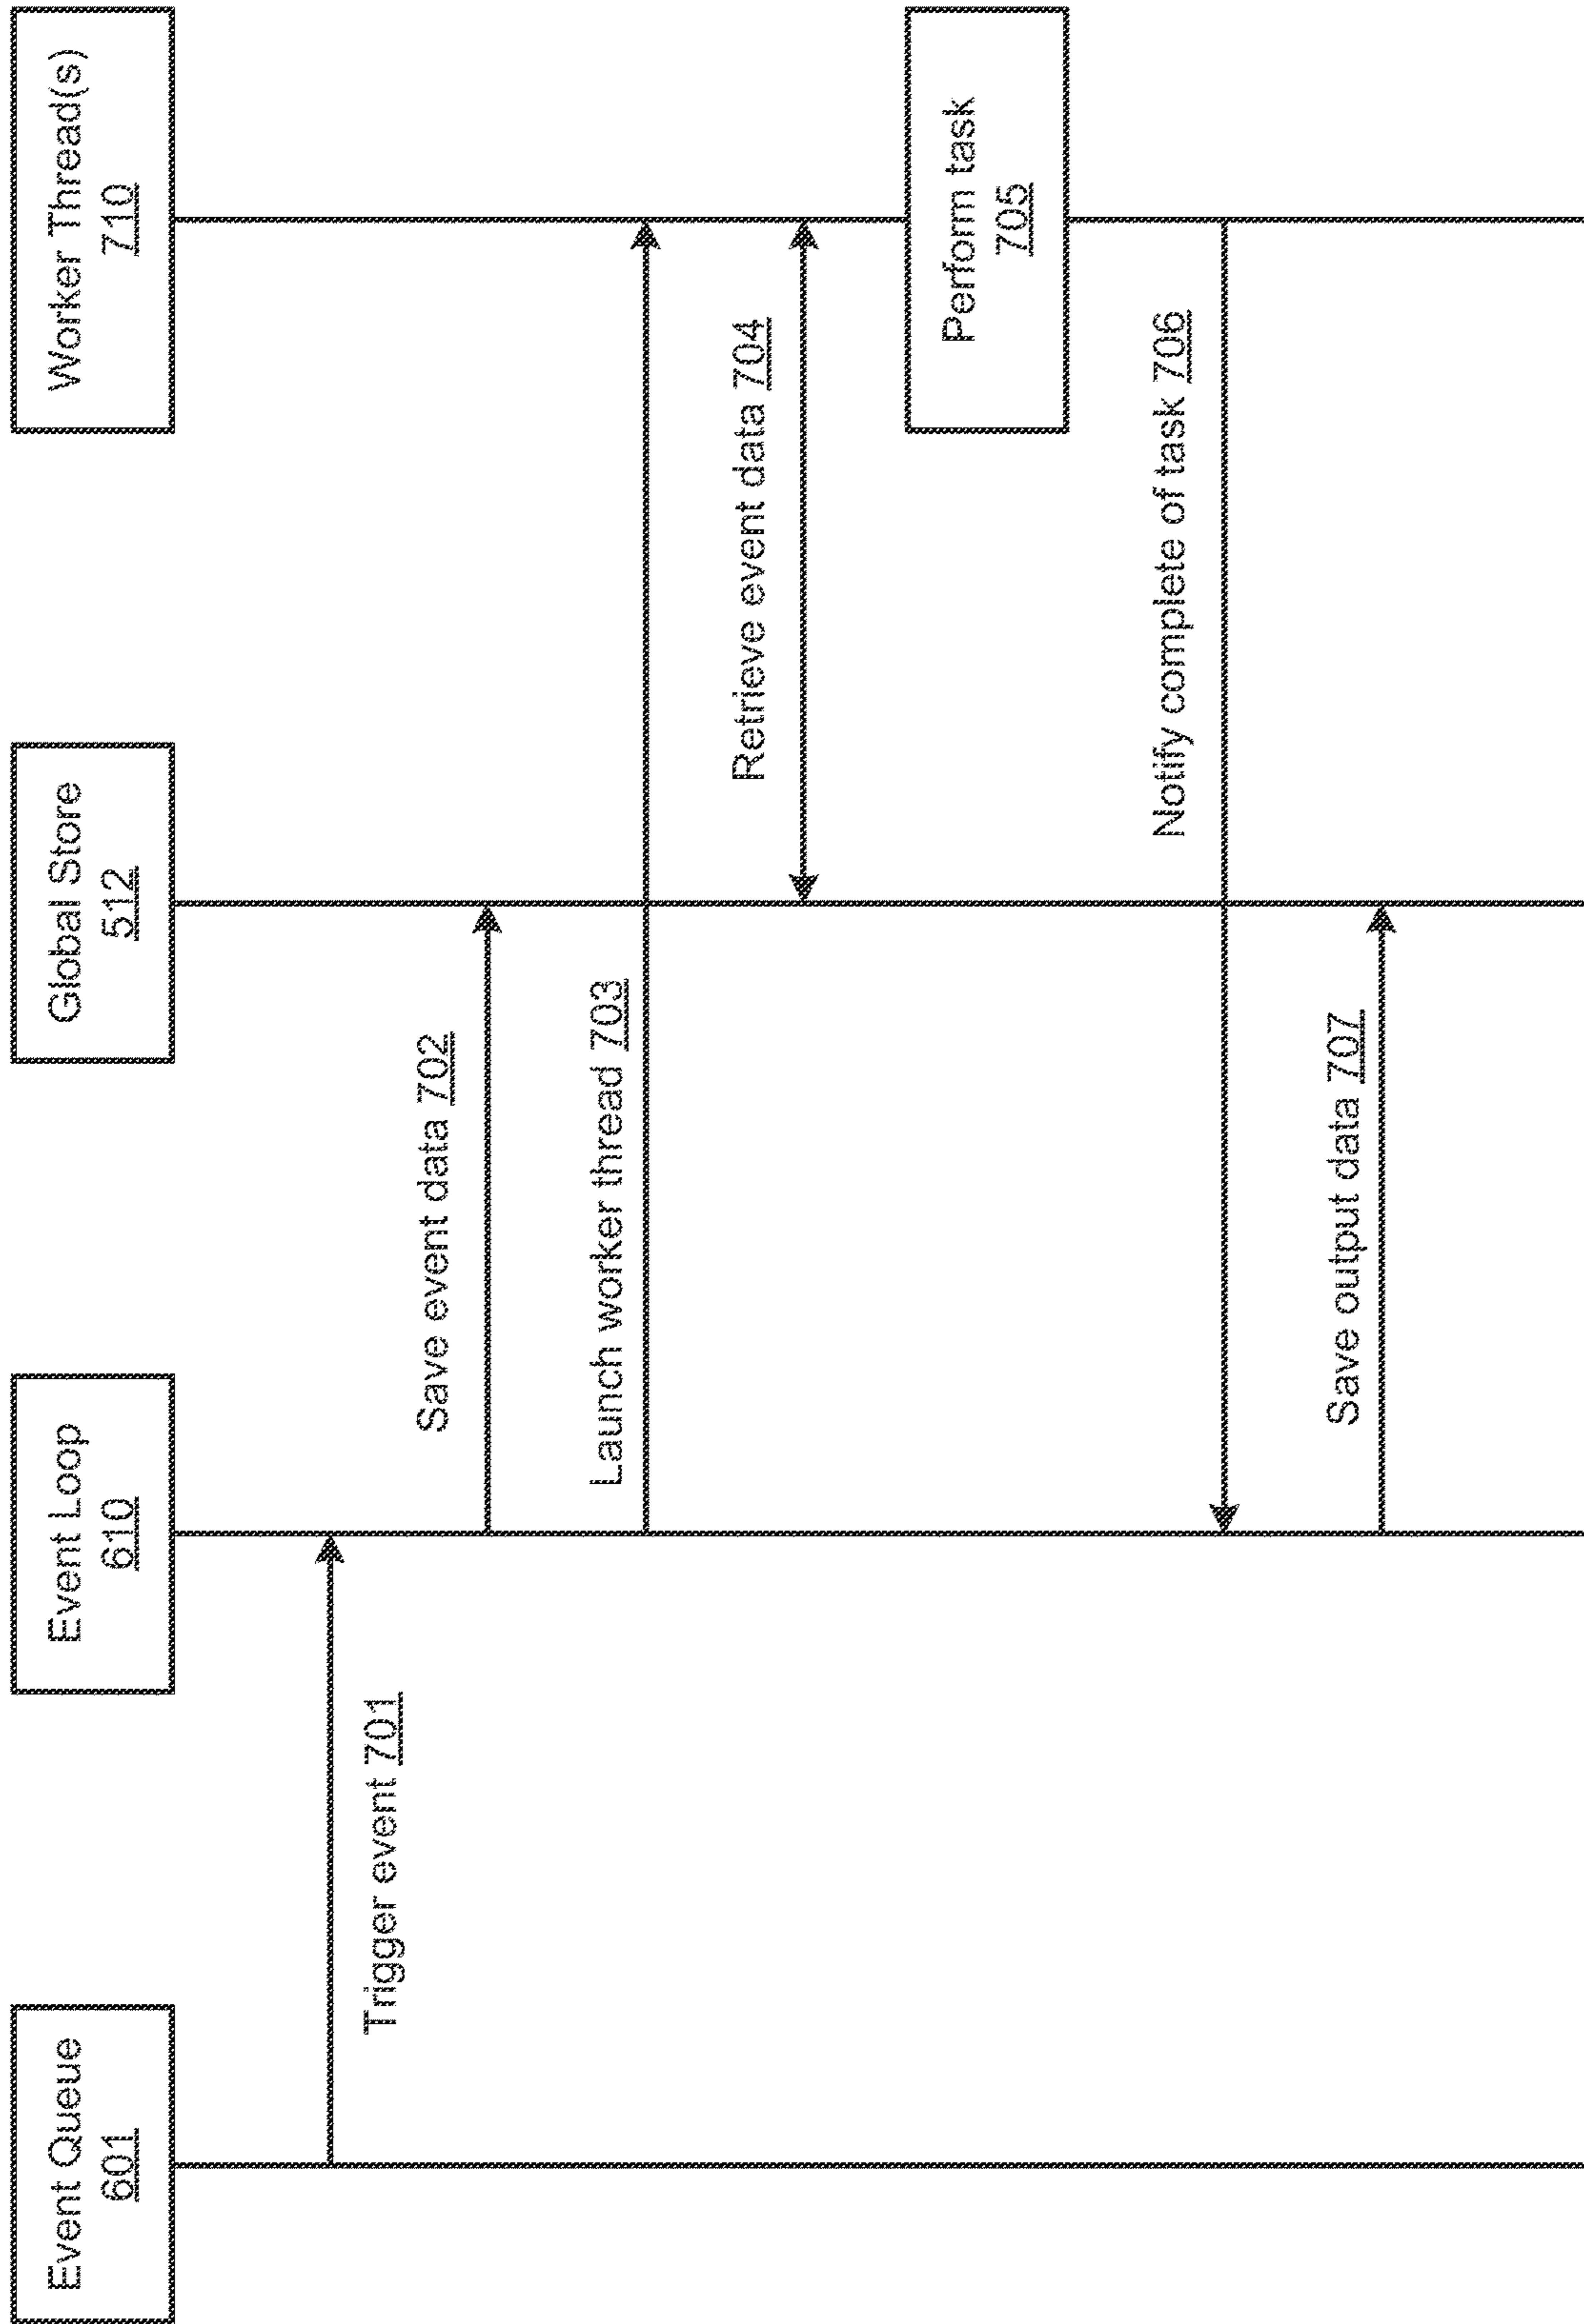 Event Queue
601
Event Loop
610
Global Store
512
Worker Thread(s)
710
Trigger event 701
Save event data 702
Launch worker thread 703
Retrieve event data 704
Perform task
705
Notify complete of task 706
Save output data 707